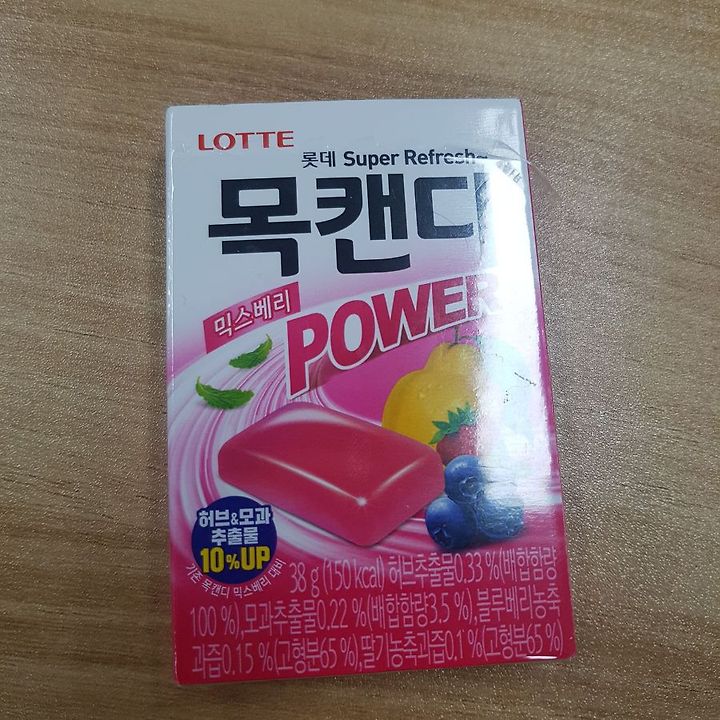 LOTTE
롯데 Super Refresh
목캔디
믹스베리
POWER
허브&모과
추출물
10%UP
기존 목캔디 믹스베리 대비
38 g (150 kcal) 허브추출물0.33 %(배합함량
100 %),모과추출물0.22 %(배합함량3.5 %),블루베리농축
과즙0.15 %(고형분65 %),딸기농축과즙0.1 %(고형분65 %)